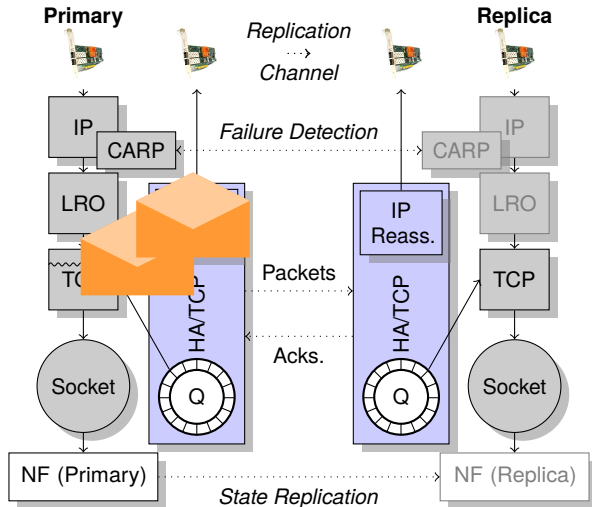 Primary
Replication
Channel
Replica
IP
CARP
Failure Detection
CARP
IP
LRO
IP
Reass.
LRO
HA/TCP
Packets
HA/TCP
TCP
Acks.
Socket
Q
Q
Socket
NF (Primary)
NF (Replica)
State Replication